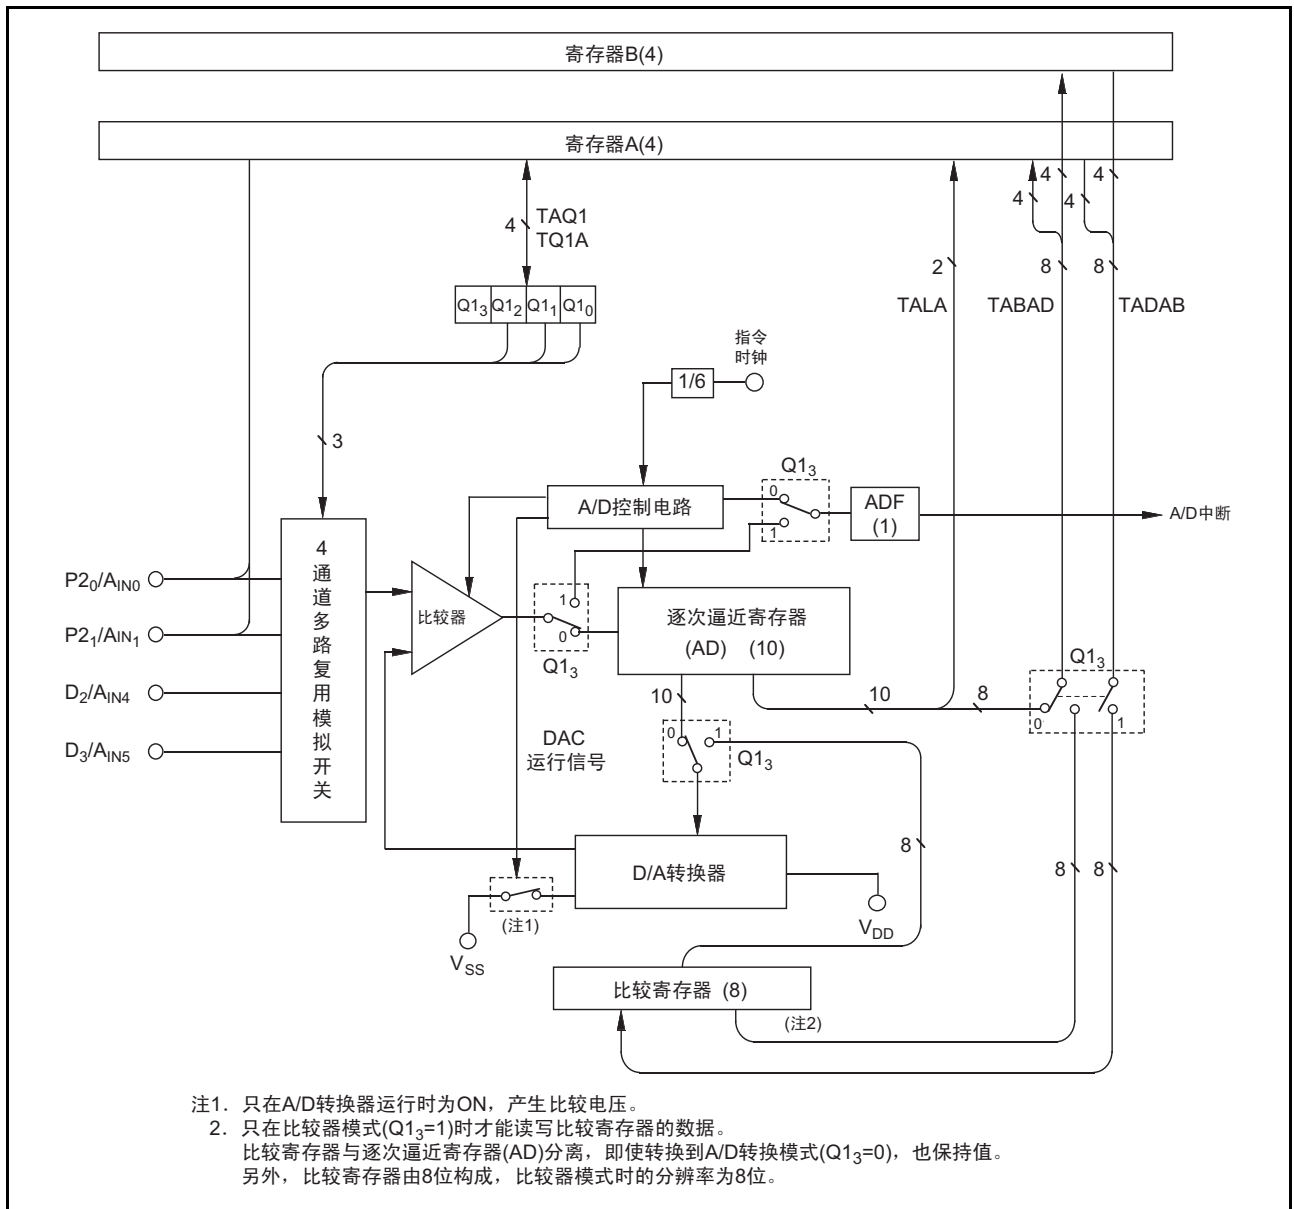 寄存器B(4)
寄存器A(4)
4
4
4
4
4
TAQ1
TQ1A
2
8
8
TALA
TABAD
TADAB
Q1₃
Q1₂
Q1₁
Q1₀
指令
时钟
1/6
3
Q1₃
0
1
A/D控制电路
ADF
(1)
A/D中断
4
通
道
多
路
复
用
模
拟
开
关
P2₀/A_IN0
P2₁/A_IN1
D₂/A_IN4
D₃/A_IN5
比较器
1
0
Q1₃
逐次逼近寄存器
(AD) (10)
10
10
8
Q1₃
0
1
DAC
运行信号
0
1
Q1₃
8
8
8
D/A转换器
(注1)
V_SS
V_DD
比较寄存器 (8)
(注2)
注1. 只在A/D转换器运行时为ON，产生比较电压。
2. 只在比较器模式(Q1₃=1)时才能读写比较寄存器的数据。
比较寄存器与逐次逼近寄存器(AD)分离，即使转换到A/D转换模式(Q1₃=0)，也保持值。
另外，比较寄存器由8位构成，比较器模式时的分辨率为8位。